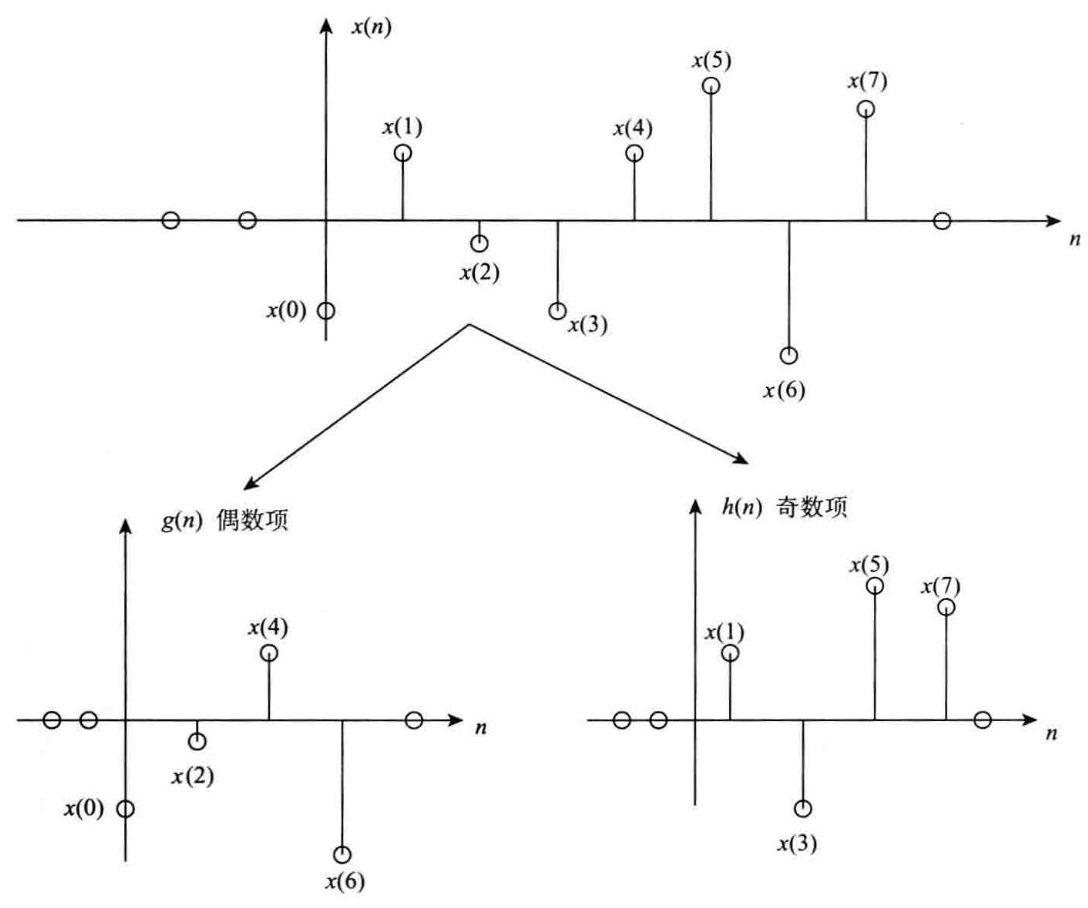 x(n)
x(5)
x(7)
x(1)
x(4)
n
x(2)
x(0)
x(3)
x(6)
g(n) 偶数项
h(n) 奇数项
x(5)
x(7)
x(4)
x(1)
n
n
x(2)
x(0)
x(3)
x(6)